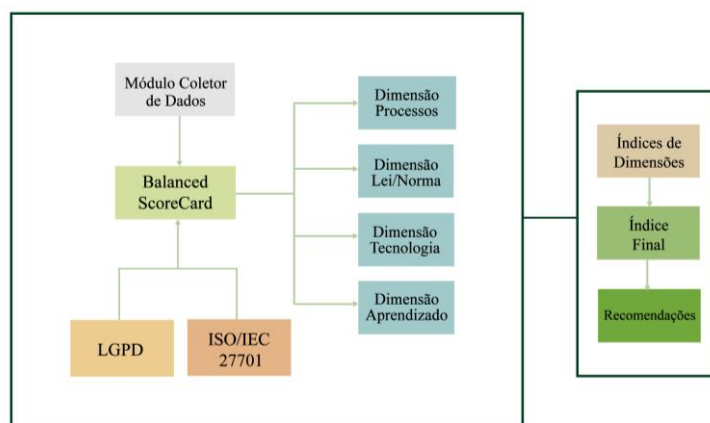 Módulo Coletor
de Dados
Balanced
ScoreCard
LGPD
ISO/IEC
27701
Dimensão
Processos
Dimensão
Lei/Norma
Dimensão
Tecnologia
Dimensão
Aprendizado
Índices de
Dimensões
Índice
Final
Recomendações